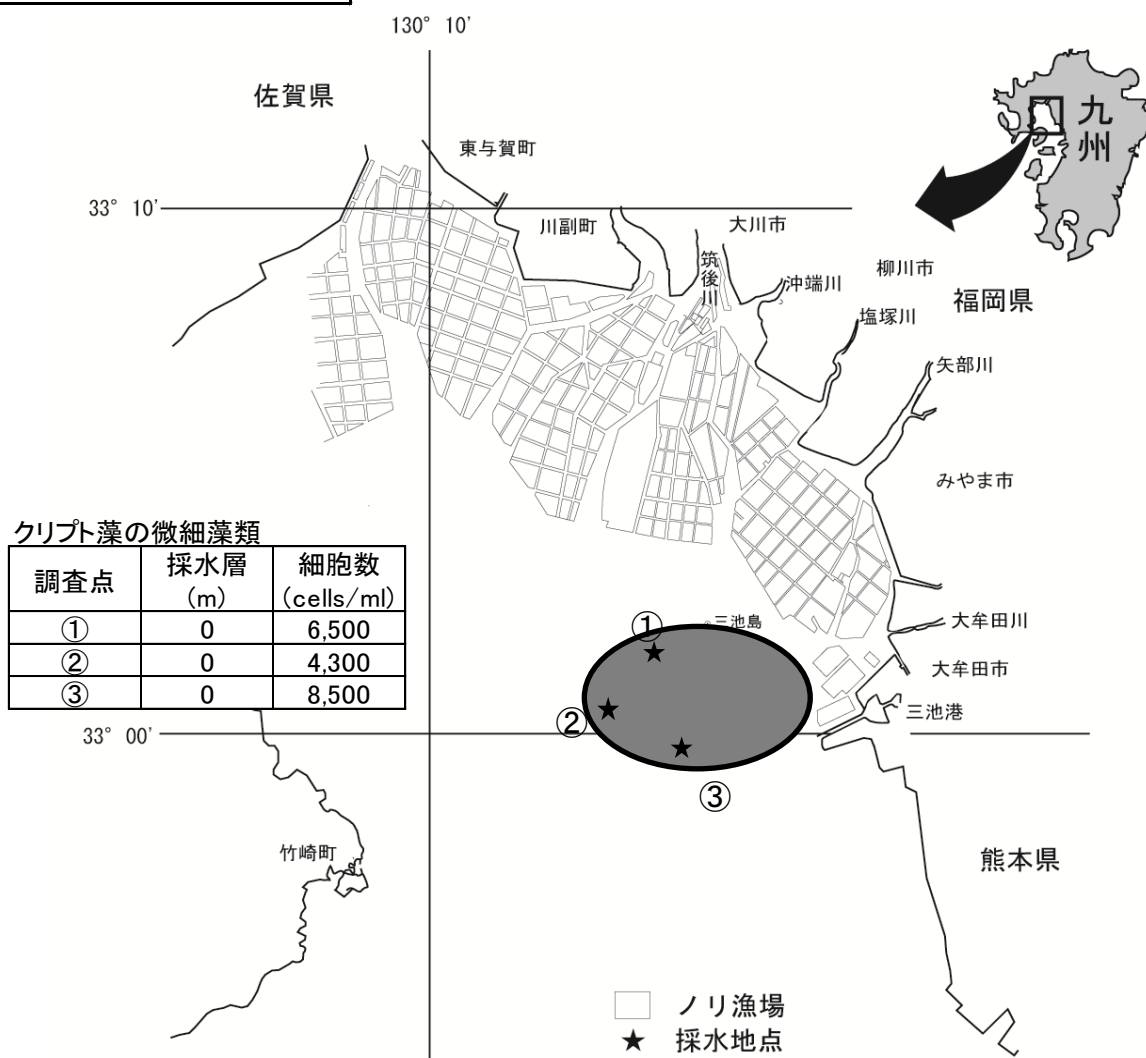 130° 10'
佐賀県
九州
東与賀町
33° 10'
川副町
大川市
筑後川
沖端川
柳川市
福岡県
塩塚川
矢部川
みやま市
クリプト藻の微細藻類
調査点 採水層(m) 細胞数(cells/ml)
① 0 6,500
② 0 4,300
③ 0 8,500
① 三池島
大牟田川
大牟田市
三池港
②
33° 00'
③
竹崎町
熊本県
ノリ漁場
★ 採水地点